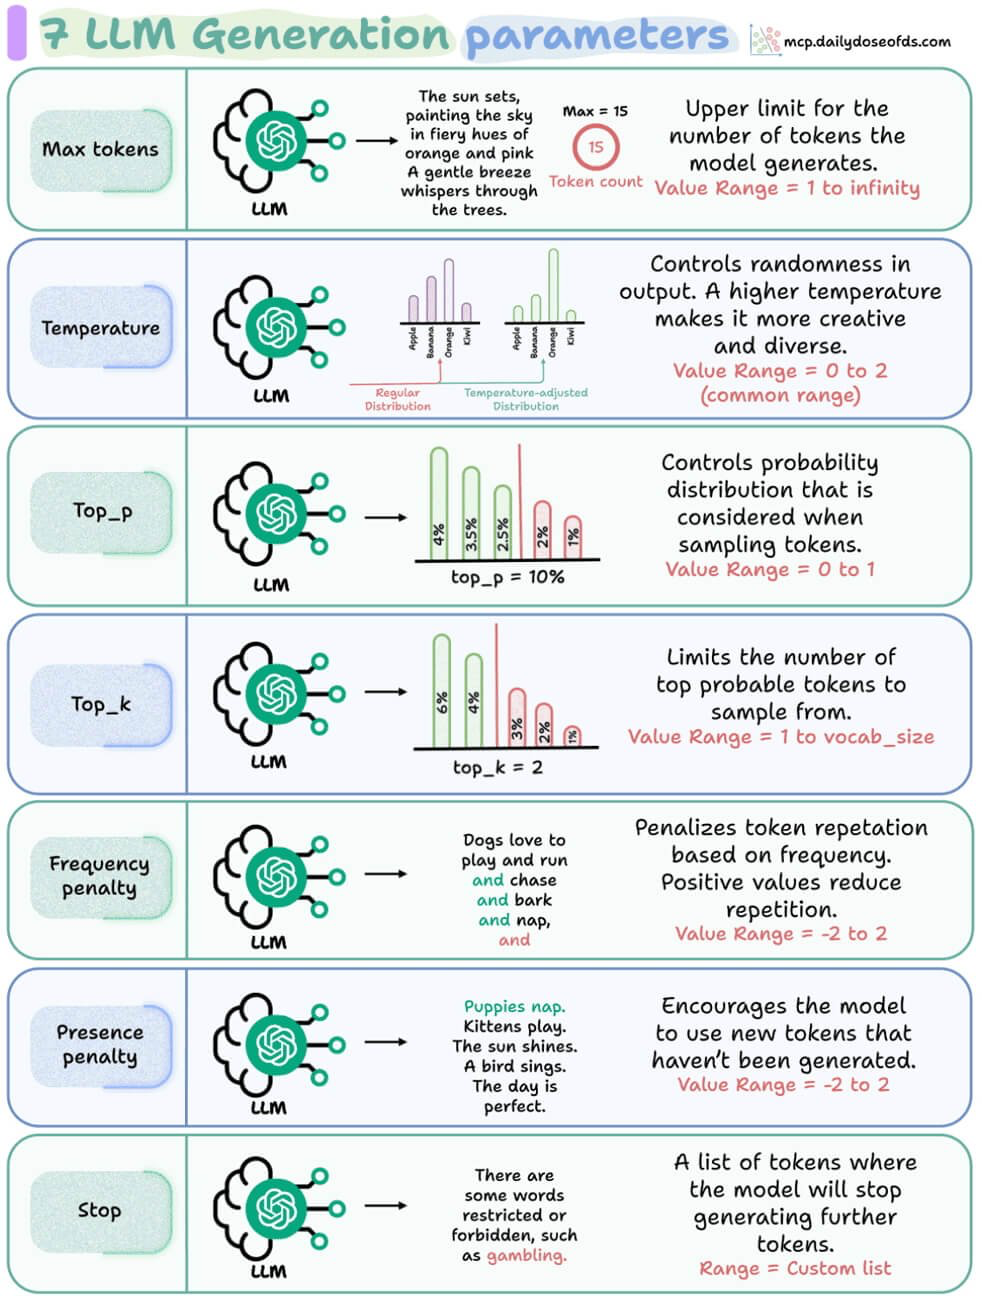 7 LLM Generation parameters
mcp.dailydoseofds.com
Max tokens
LLM
The sun sets,
painting the sky
in fiery hues of
orange and pink
A gentle breeze
whispers through
the trees.
Max = 15
15
Token count
Upper limit for the
number of tokens the
model generates.
Value Range = 1 to infinity
Temperature
LLM
Apple
Banana
Orange
Kiwi
Regular
Distribution
Apple
Banana
Orange
Kiwi
Temperature-adjusted
Distribution
Controls randomness in
output. A higher temperature
makes it more creative
and diverse.
Value Range = 0 to 2
(common range)
Top_p
LLM
4%
3.5%
2.5%
2%
1%
top_p = 10%
Controls probability
distribution that is
considered when
sampling tokens.
Value Range = 0 to 1
Top_k
LLM
6%
4%
3%
2%
1%
top_k = 2
Limits the number of
top probable tokens to
sample from.
Value Range = 1 to vocab_size
Frequency
penalty
LLM
Dogs love to
play and run
and chase
and bark
and nap,
and
Penalizes token repetation
based on frequency.
Positive values reduce
repetition.
Value Range = -2 to 2
Presence
penalty
LLM
Puppies nap.
Kittens play.
The sun shines.
A bird sings.
The day is
perfect.
Encourages the model
to use new tokens that
haven't been generated.
Value Range = -2 to 2
Stop
LLM
There are
some words
restricted or
forbidden, such
as gambling.
A list of tokens where
the model will stop
generating further
tokens.
Range = Custom list